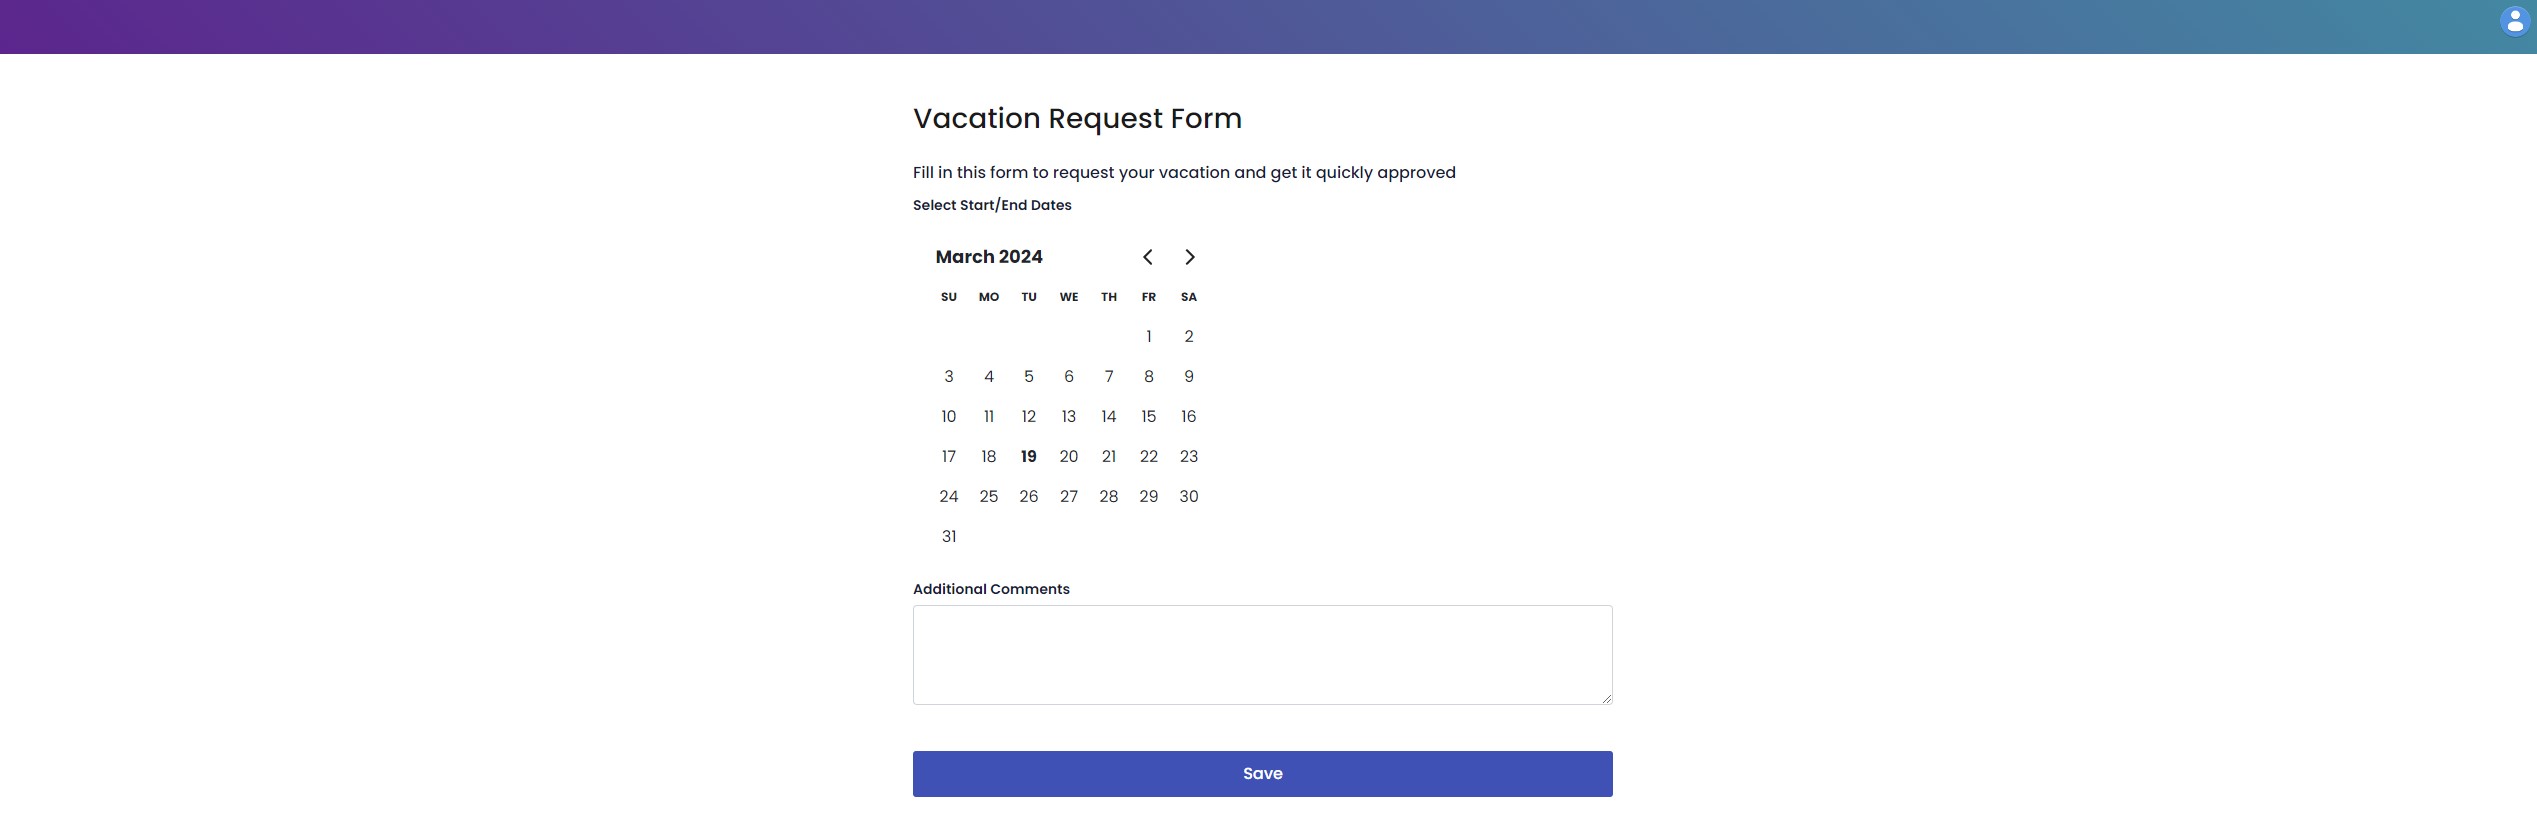 Vacation Request Form
Fill in this form to request your vacation and get it quickly approved
Select Start/End Dates
March 2024
SU MO TU WE TH FR SA
1 2
3 4 5 6 7 8 9
10 11 12 13 14 15 16
17 18 19 20 21 22 23
24 25 26 27 28 29 30
31
Additional Comments
Save